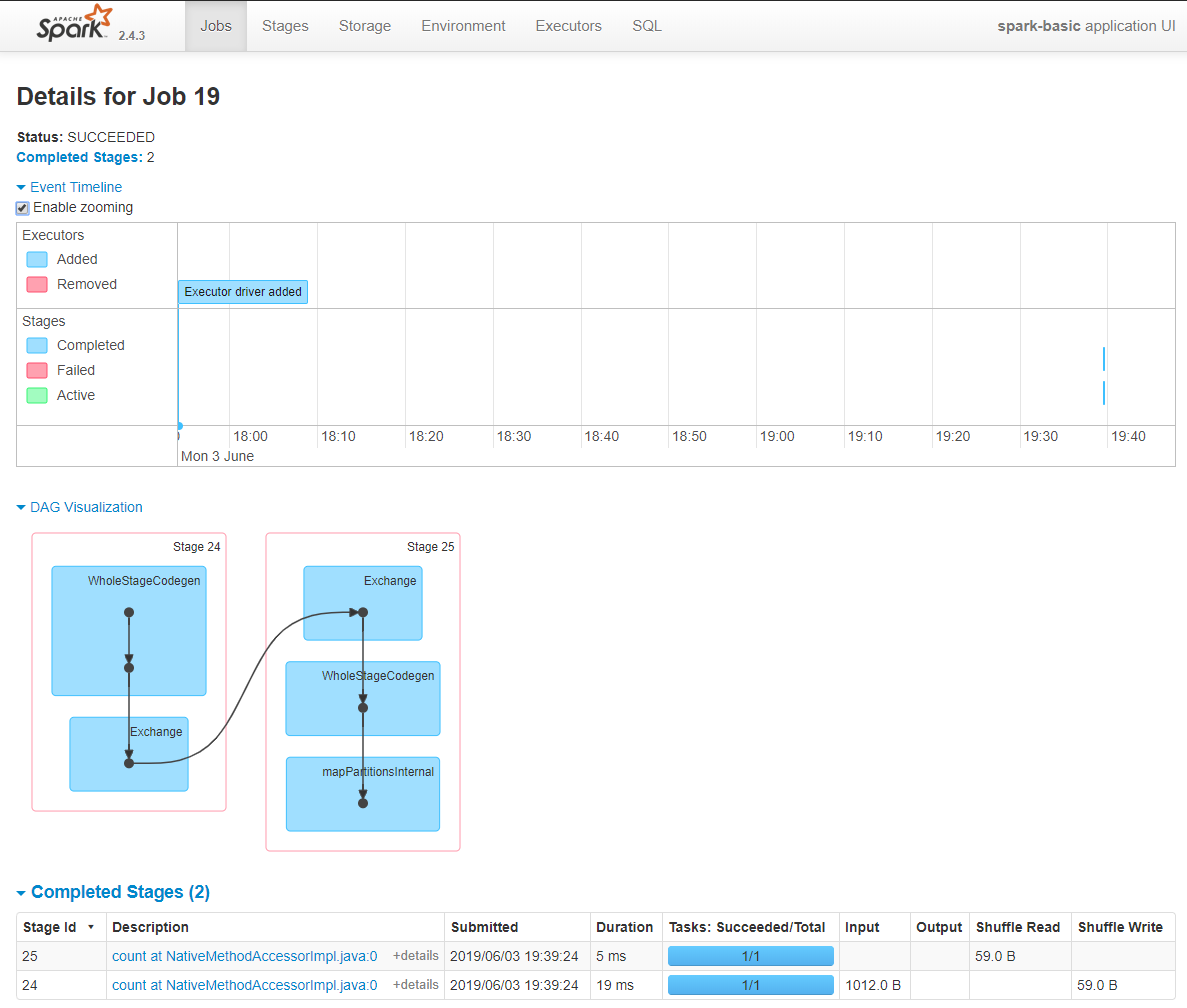 APACHE Spark 2.4.3 Jobs Stages Storage Environment Executors SQL spark-basic application UI
Details for Job 19
Status: SUCCEEDED
Completed Stages: 2
Event Timeline
Enable zooming
Executors
Added
Removed
Executor driver added
Stages
Completed
Failed
Active
18:00 18:10 18:20 18:30 18:40 18:50 19:00 19:10 19:20 19:30 19:40
Mon 3 June
DAG Visualization
Stage 24
WholeStageCodegen
Exchange
Stage 25
Exchange
WholeStageCodegen
mapPartitionsInternal
Completed Stages (2)
Stage Id Description Submitted Duration Tasks: Succeeded/Total Input Output Shuffle Read Shuffle Write
25 count at NativeMethodAccessorImpl.java:0 +details 2019/06/03 19:39:24 5 ms 1/1 59.0 B
24 count at NativeMethodAccessorImpl.java:0 +details 2019/06/03 19:39:24 19 ms 1/1 1012.0 B 59.0 B